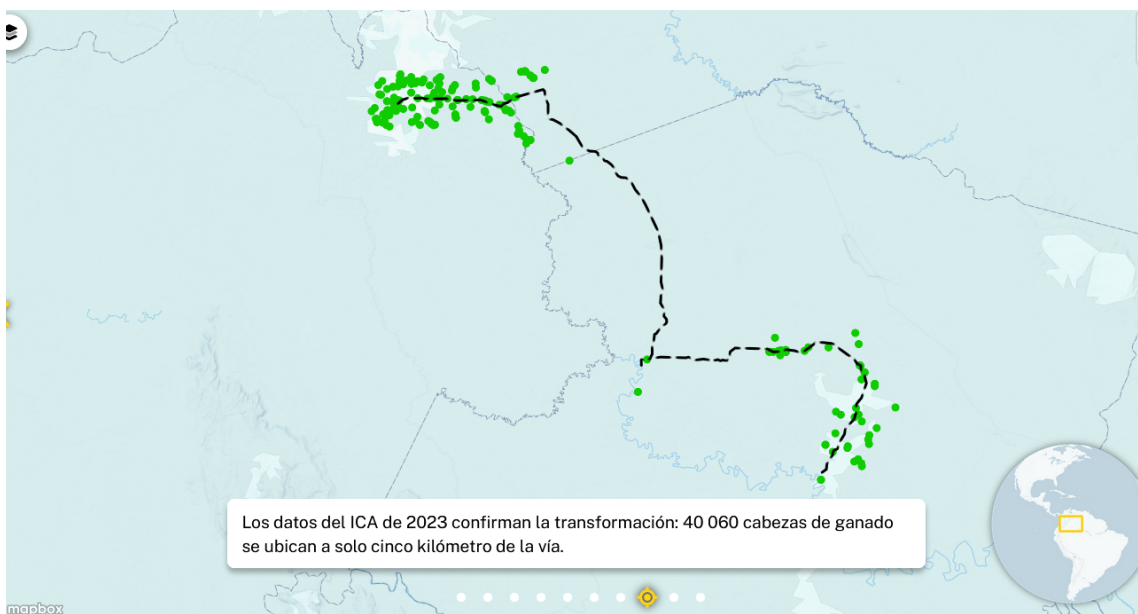 Los datos del ICA de 2023 confirman la transformación: 40 060 cabezas de ganado
se ubican a solo cinco kilómetro de la vía.
mapbox